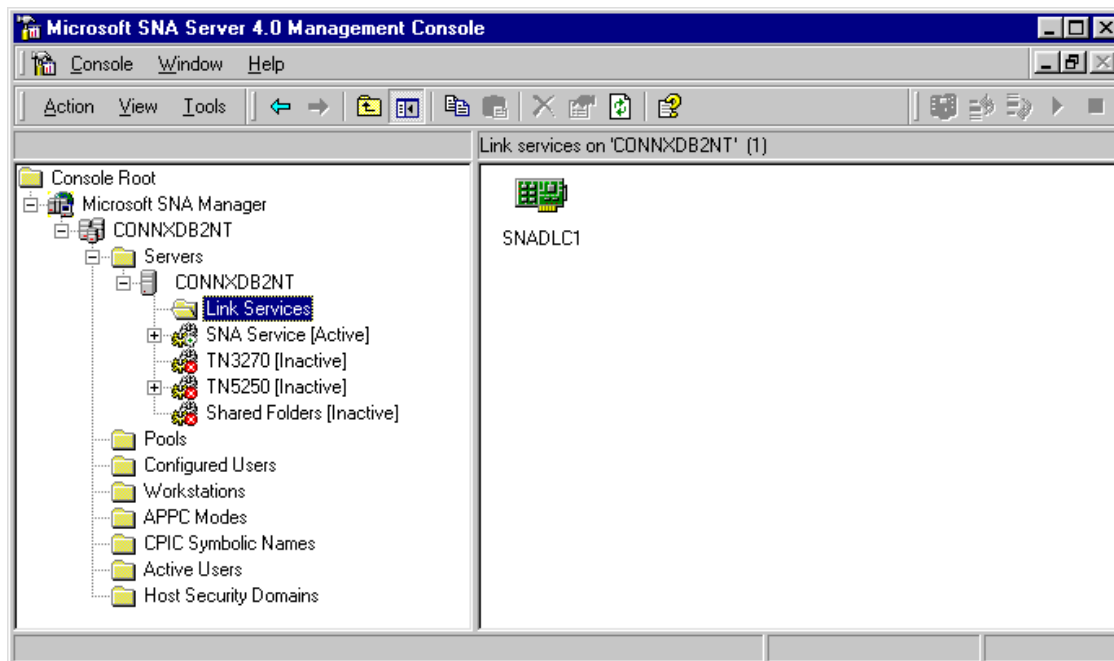 Microsoft SNA Server 4.0 Management Console
Console Window Help
Action View Tools
Link services on 'CONNXDB2NT' (1)
Console Root
Microsoft SNA Manager
CONNXDB2NT
Servers
CONNXDB2NT
Link Services
SNA Service [Active]
TN3270 [Inactive]
TN5250 [Inactive]
Shared Folders [Inactive]
Pools
Configured Users
Workstations
APPC Modes
CPIC Symbolic Names
Active Users
Host Security Domains
SNADLC1